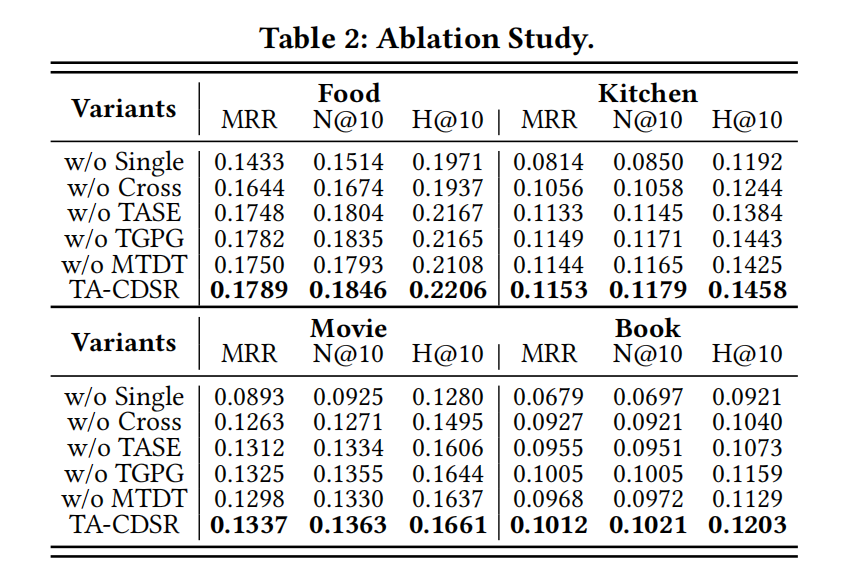 Table 2: Ablation Study.
Variants Food Kitchen
MRR N@10 H@10 MRR N@10 H@10
w/o Single 0.1433 0.1514 0.1971 0.0814 0.0850 0.1192
w/o Cross 0.1644 0.1674 0.1937 0.1056 0.1058 0.1244
w/o TASE 0.1748 0.1804 0.2167 0.1133 0.1145 0.1384
w/o TGPG 0.1782 0.1835 0.2165 0.1149 0.1171 0.1443
w/o MTDT 0.1750 0.1793 0.2108 0.1144 0.1165 0.1425
TA-CDSR 0.1789 0.1846 0.2206 0.1153 0.1179 0.1458
Variants Movie Book
MRR N@10 H@10 MRR N@10 H@10
w/o Single 0.0893 0.0925 0.1280 0.0679 0.0697 0.0921
w/o Cross 0.1263 0.1271 0.1495 0.0927 0.0921 0.1040
w/o TASE 0.1312 0.1334 0.1606 0.0955 0.0951 0.1073
w/o TGPG 0.1325 0.1355 0.1644 0.1005 0.1005 0.1159
w/o MTDT 0.1298 0.1330 0.1637 0.0968 0.0972 0.1129
TA-CDSR 0.1337 0.1363 0.1661 0.1012 0.1021 0.1203